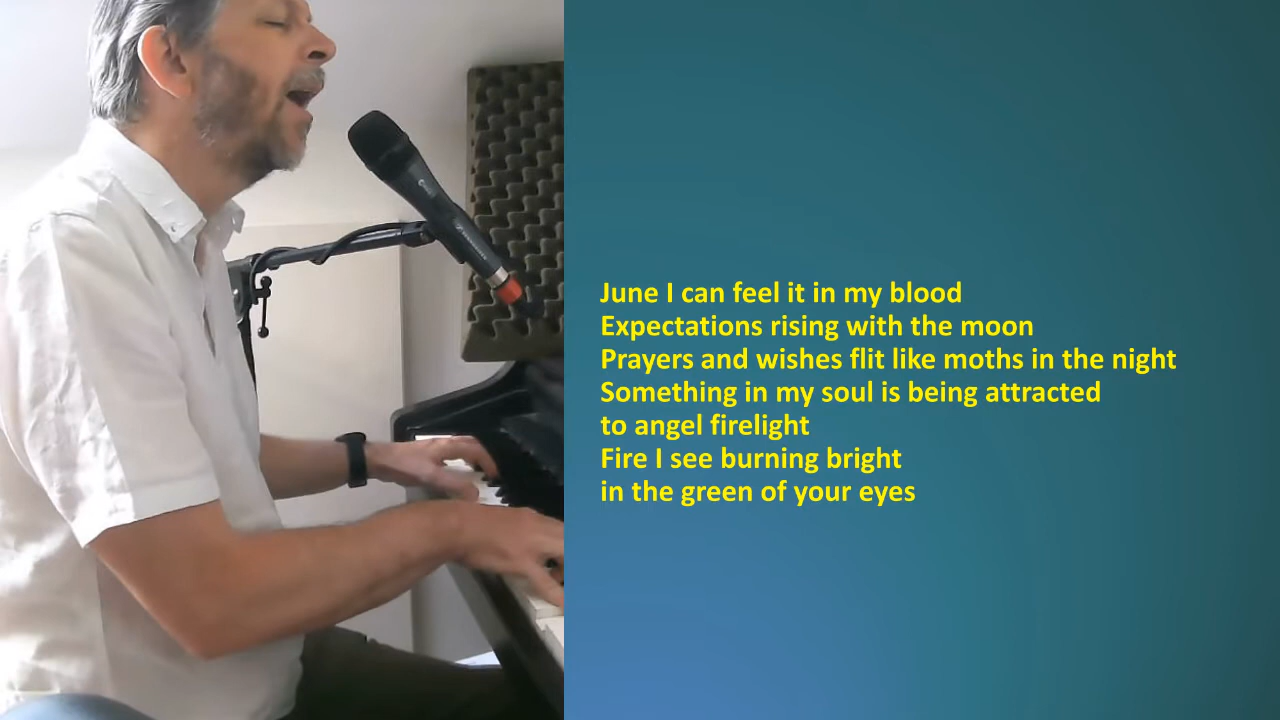 June I can feel it in my blood
Expectations rising with the moon
Prayers and wishes flit like moths in the night
Something in my soul is being attracted
to angel firelight
Fire I see burning bright
in the green of your eyes